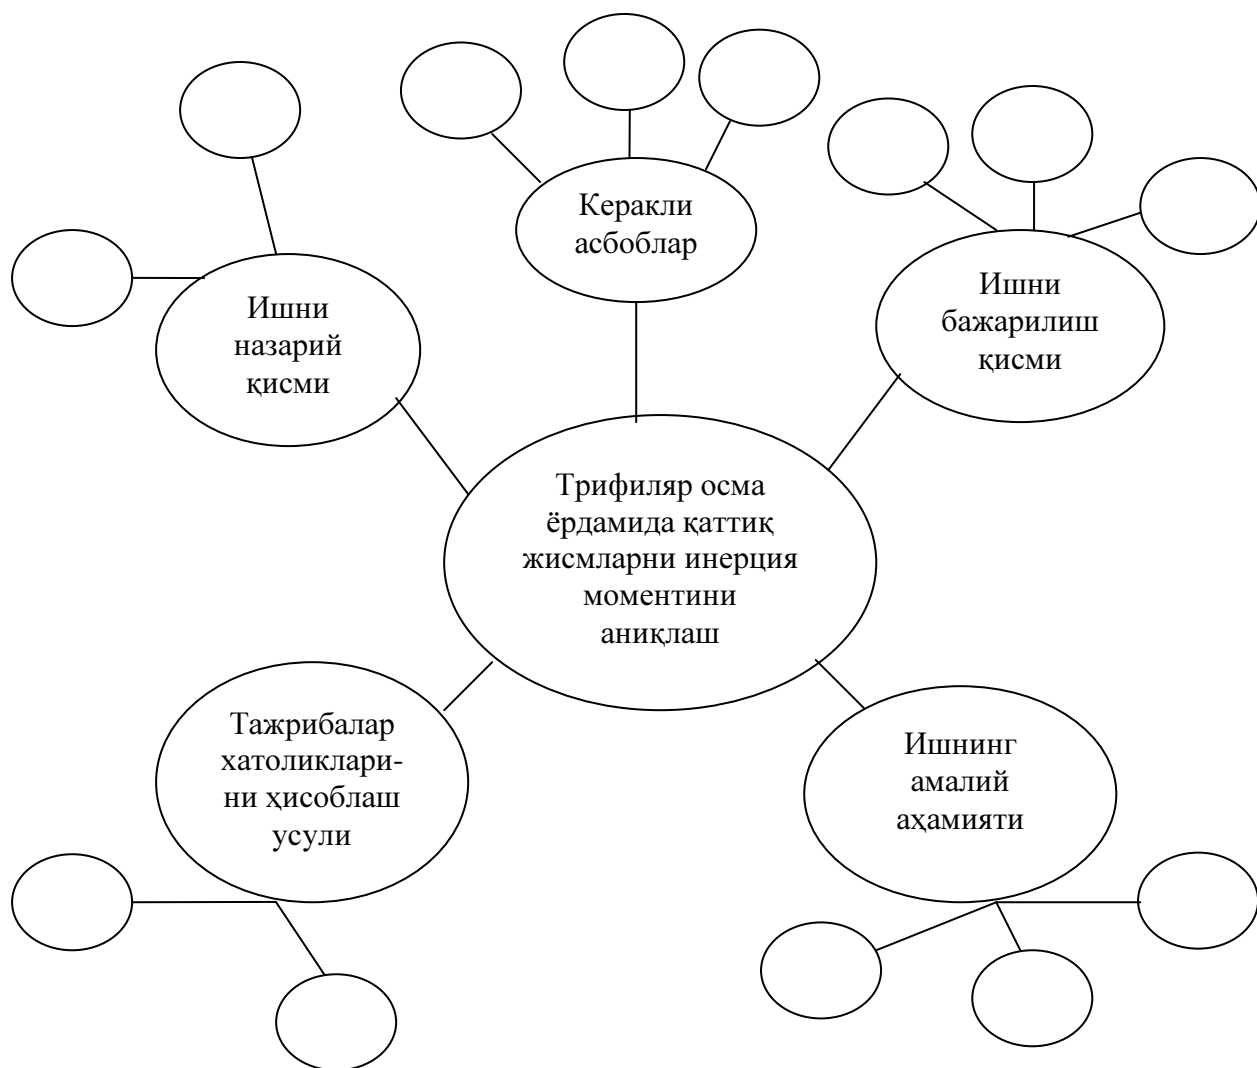 Керакли
асбоблар
Ишни
бажарилиш
қисми
Ишни
назарий
қисми
Трифиляр осма
ёрдамида қаттиқ
жисмларни инерция
моментини
аниқлаш
Тажрибалар
хатоликлари-
ни ҳисоблаш
усули
Ишнинг
амалий
аҳамияти